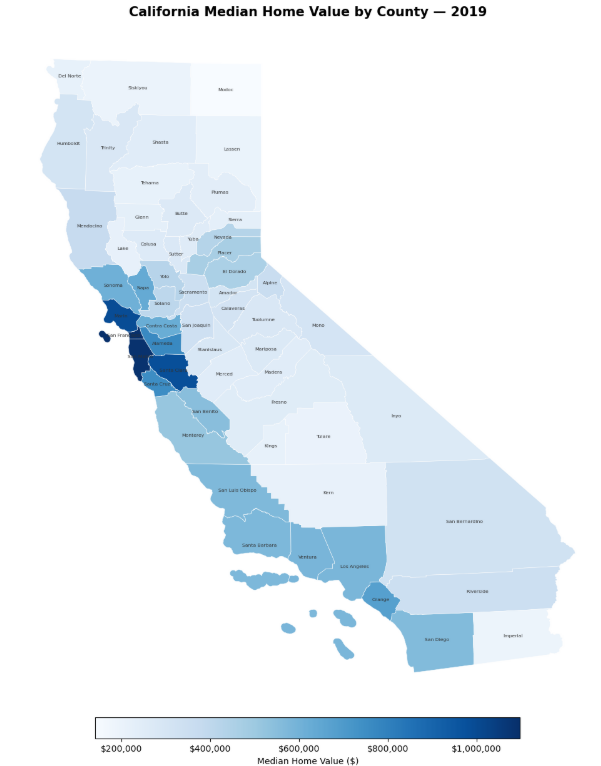 California Median Home Value by County — 2019
Del Norte
Siskiyou
Modoc
Humboldt
Trinity
Shasta
Lassen
Tehama
Plumas
Mendocino
Glenn
Butte
Sierra
Lake
Colusa
Sutter
Yuba
Nevada
Placer
El Dorado
Sonoma
Napa
Yolo
Sacramento
Amador
Alpine
Solano
Calaveras
Tuolumne
Mono
Contra Costa
San Joaquin
Alameda
Stanislaus
Mariposa
Merced
Madera
Santa Cruz
San Benito
Fresno
Inyo
Monterey
Kings
Tulare
San Luis Obispo
Kern
San Bernardino
Santa Barbara
Ventura
Los Angeles
Orange
Riverside
San Diego
Imperial
$200,000 $400,000 $600,000 $800,000 $1,000,000
Median Home Value ($)